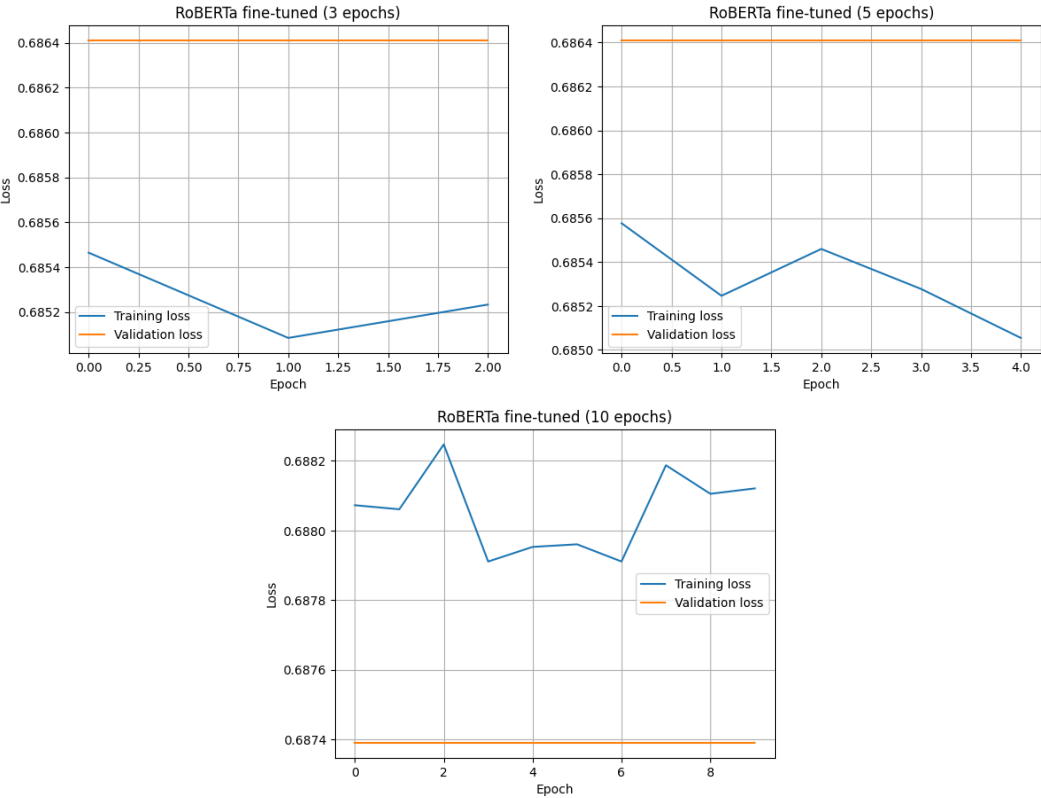 RoBERTa fine-tuned (3 epochs)
0.6864
0.6862
0.6860
0.6858
0.6856
0.6854
0.6852
Loss
Training loss
Validation loss
0.00 0.25 0.50 0.75 1.00 1.25 1.50 1.75 2.00
Epoch
RoBERTa fine-tuned (5 epochs)
0.6864
0.6862
0.6860
0.6858
0.6856
0.6854
0.6852
0.6850
Loss
Training loss
Validation loss
0.0 0.5 1.0 1.5 2.0 2.5 3.0 3.5 4.0
Epoch
RoBERTa fine-tuned (10 epochs)
0.6882
0.6880
0.6878
0.6876
0.6874
Loss
Training loss
Validation loss
0 2 4 6 8
Epoch